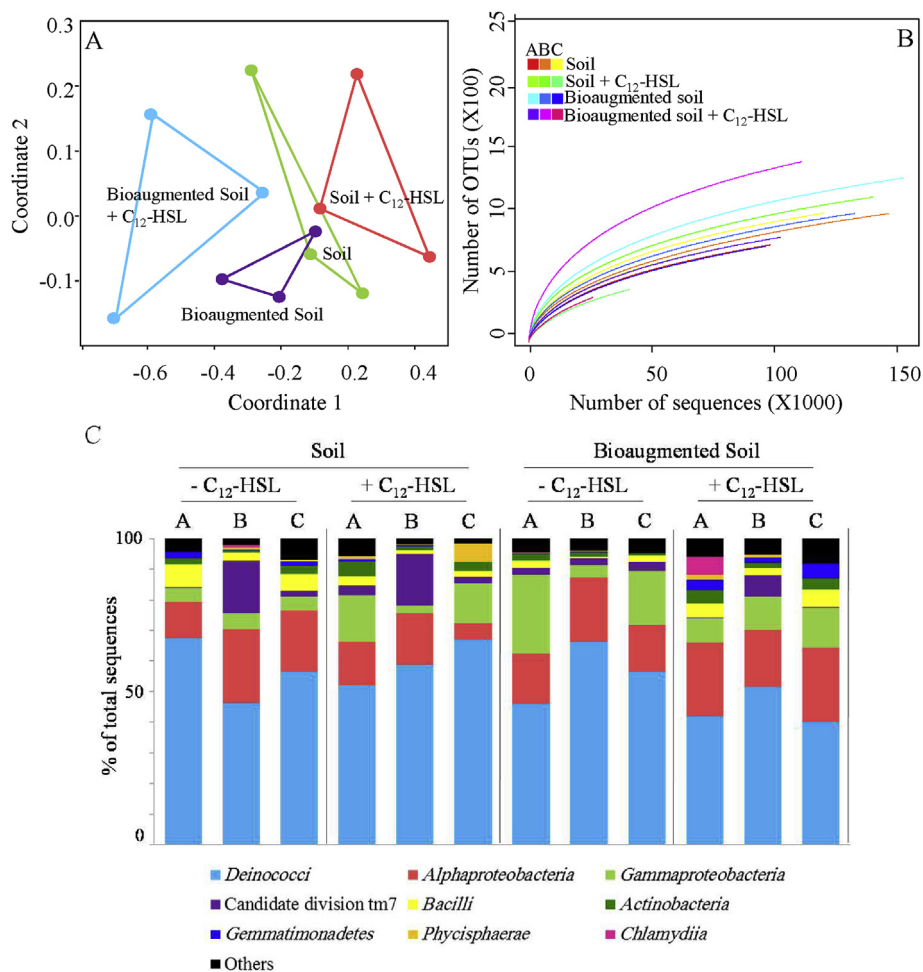 A
0.3
0.2
0.1
0.0
-0.1
Coordinate 2
Bioaugmented Soil
+ C12-HSL
Soil + C12-HSL
Soil
Bioaugmented Soil
-0.6 -0.4 -0.2 0.2 0.4
Coordinate 1
B
25
20
15
10
5
0
Number of OTUs (X100)
ABC
Soil
Soil + C12-HSL
Bioaugmented soil
Bioaugmented soil + C12-HSL
0 50 100 150
Number of sequences (X1000)
C
Soil Bioaugmented Soil
- C12-HSL + C12-HSL - C12-HSL + C12-HSL
A B C A B C A B C A B C
100
50
0
% of total sequences
Deinococci Alphaproteobacteria Gammaproteobacteria
Candidate division tm7 Bacilli Actinobacteria
Gemmatimonadetes Phycisphaerae Chlamydiia
Others